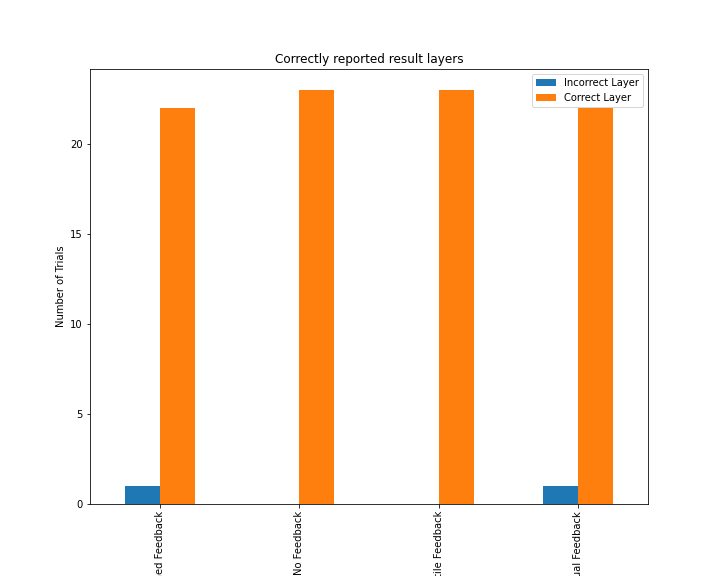 Correctly reported result layers
Incorrect Layer
Correct Layer
Number of Trials
20
15
10
5
0
ed Feedback
No Feedback
tile Feedback
ual Feedback